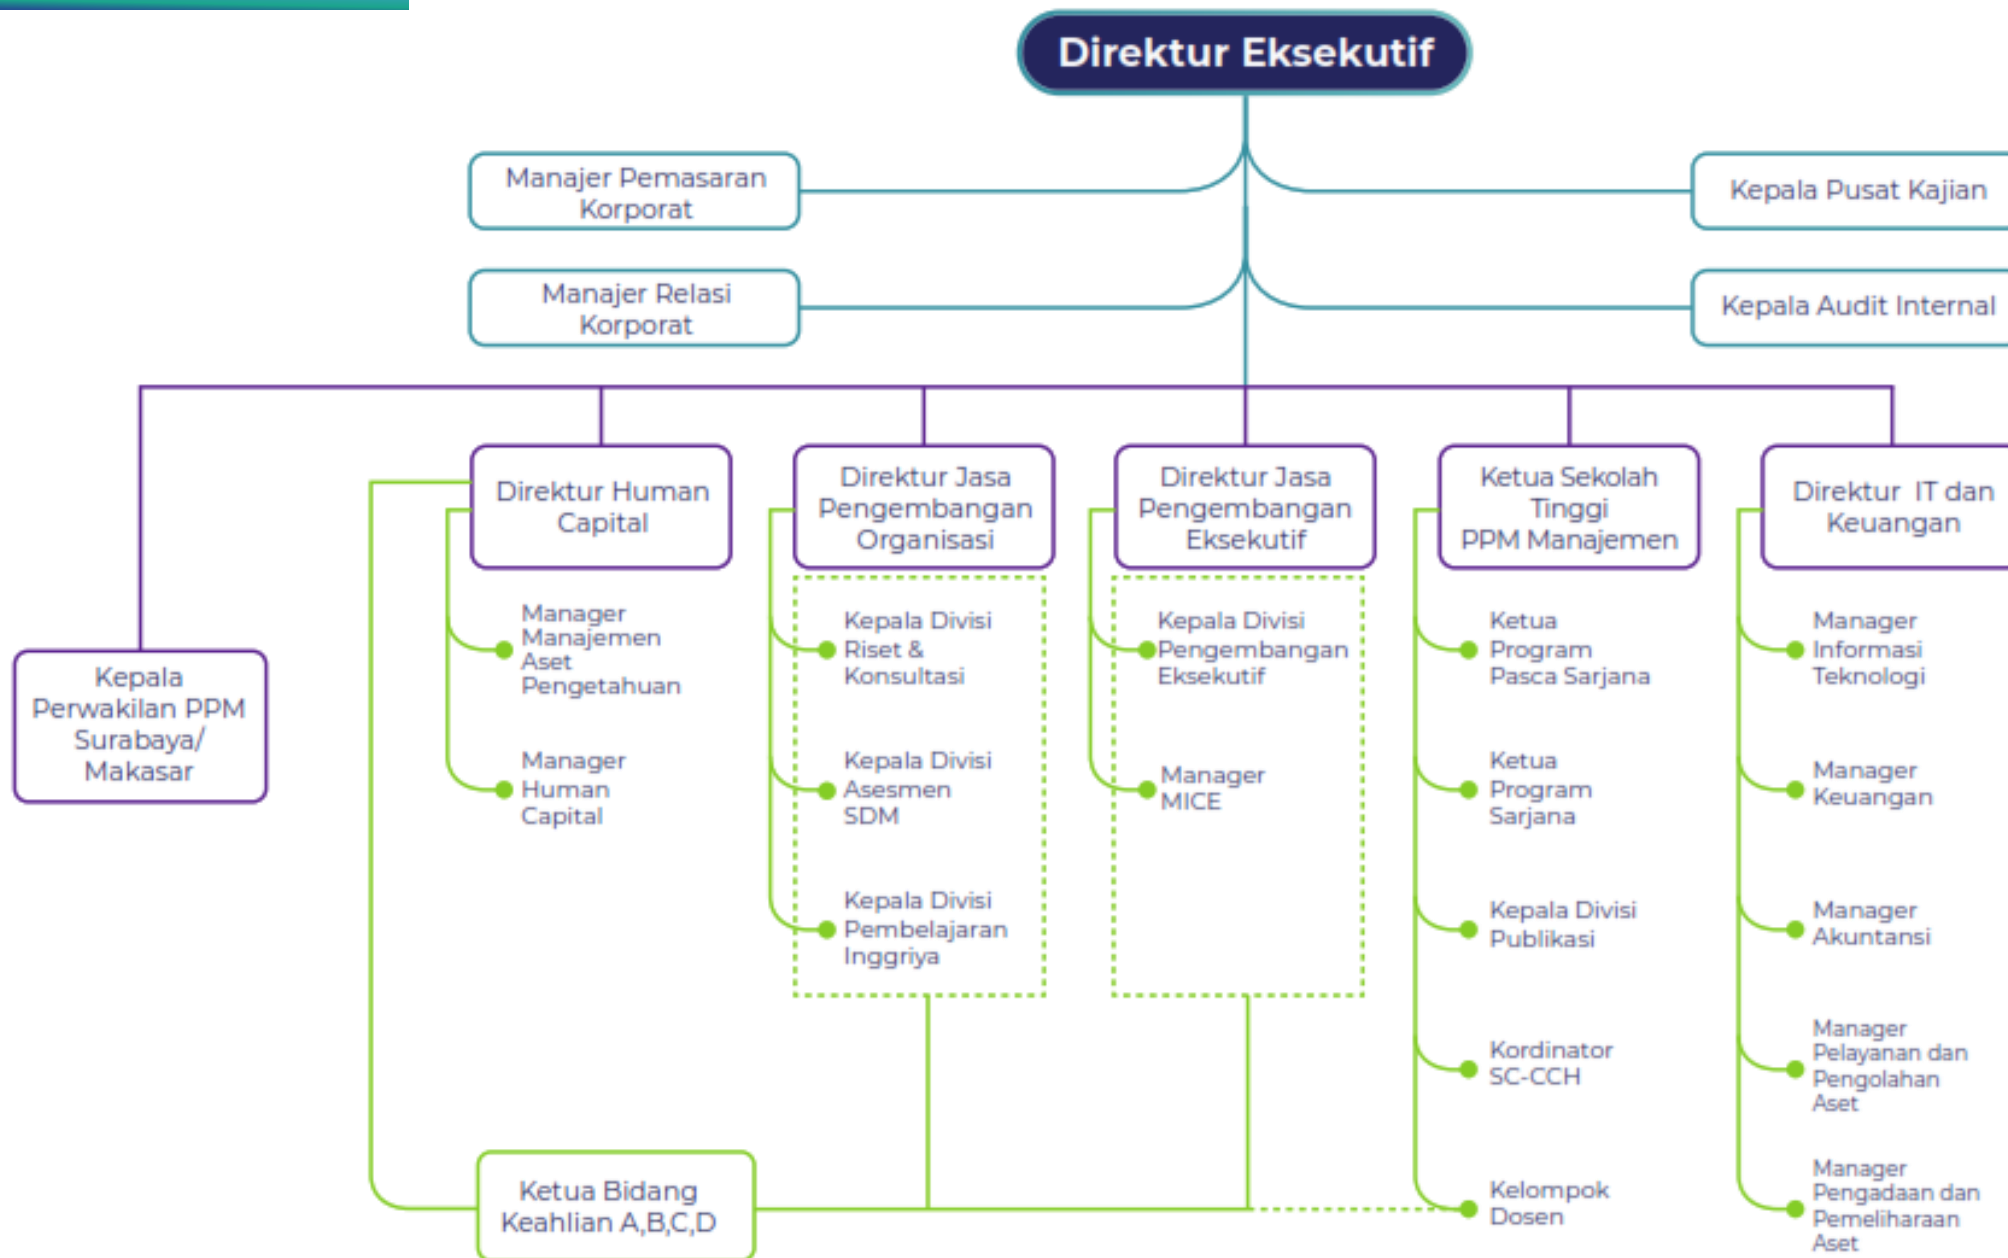 Direktur Eksekutif
Manajer Pemasaran
Korporat
Kepala Pusat Kajian
Manajer Relasi
Korporat
Kepala Audit Internal
Kepala
Perwakilan PPM
Surabaya/
Makasar
Direktur Human
Capital
Manager
Manajemen
Aset
Pengetahuan
Manager
Human
Capital
Direktur Jasa
Pengembangan
Organisasi
Kepala Divisi
Riset &
Konsultasi
Kepala Divisi
Asesmen
SDM
Kepala Divisi
Pembelajaran
Inggriya
Direktur Jasa
Pengembangan
Eksekutif
Kepala Divisi
Pengembangan
Eksekutif
Manager
MICE
Ketua Sekolah
Tinggi
PPM Manajemen
Ketua
Program
Pasca Sarjana
Ketua
Program
Sarjana
Kepala Divisi
Publikasi
Kordinator
SC-CCH
Kelompok
Dosen
Direktur IT dan
Keuangan
Manager
Informasi
Teknologi
Manager
Keuangan
Manager
Akuntansi
Manager
Pelayanan dan
Pengolahan
Aset
Manager
Pengadaan dan
Pemeliharaan
Aset
Ketua Bidang
Keahlian A,B,C,D